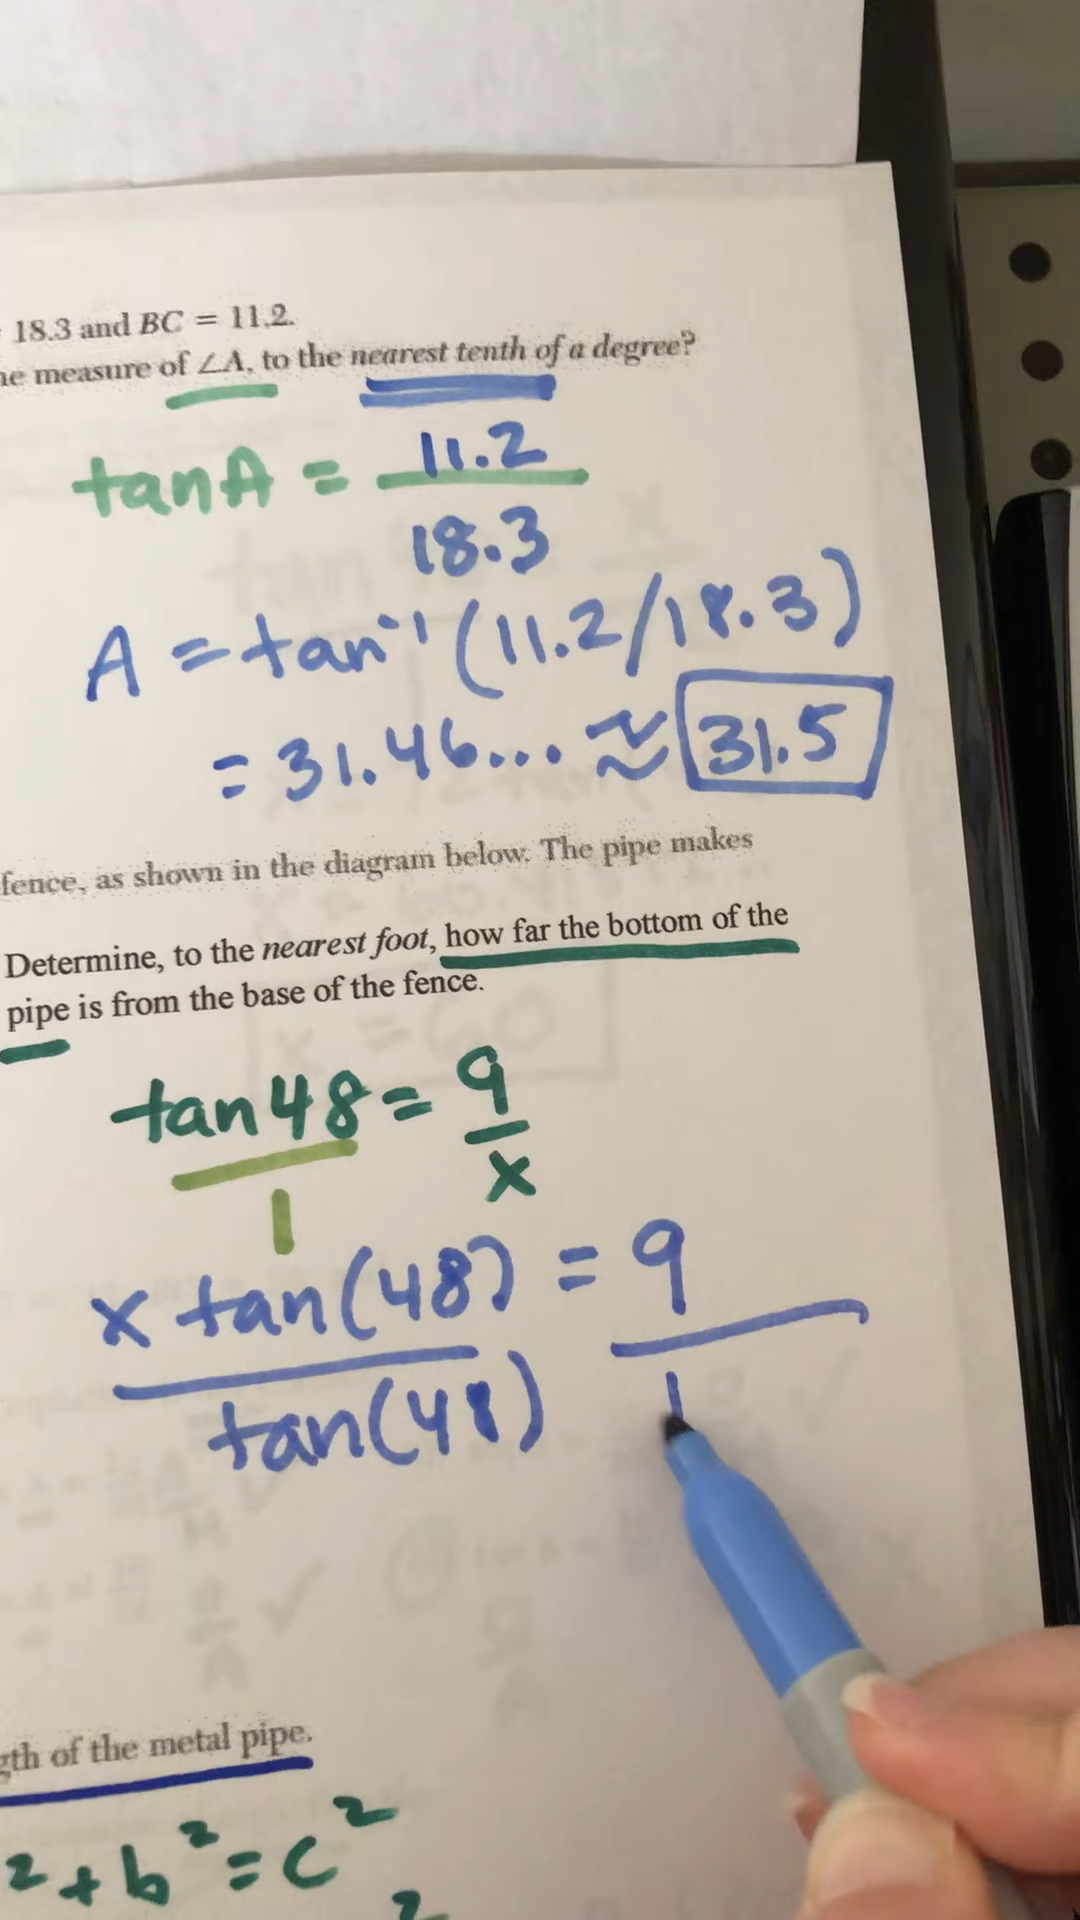 18.3 and BC = 11.2.
measure of ∠A, to the nearest tenth of a degree?
tanA = 11.2
18.3
A = tan⁻¹ (11.2/18.3)
= 31.46... ≈ 31.5
fence, as shown in the diagram below. The pipe makes
Determine, to the nearest foot, how far the bottom of the
pipe is from the base of the fence.
tan48 = 9
1 x
x tan(48) = 9
tan(48)
of the metal pipe.
² + b² = c²
2